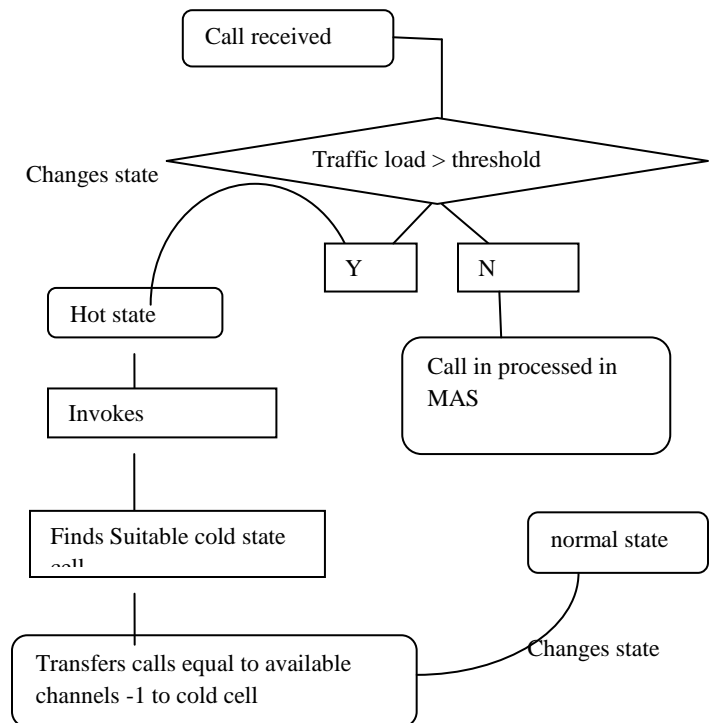 Call received
Traffic load > threshold
Changes state
Y
N
Hot state
Call in processed in
MAS
Invokes
Finds Suitable cold state
cell
normal state
Changes state
Transfers calls equal to available
channels -1 to cold cell